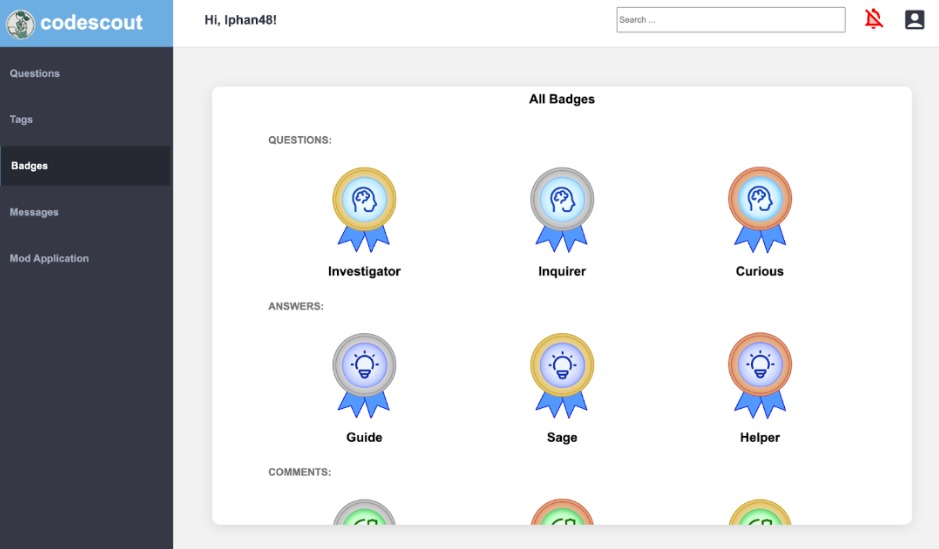 codescout
Hi, Iphan48!
Search ...
Questions
Tags
Badges
Messages
Mod Application
All Badges
QUESTIONS:
Investigator
Inquirer
Curious
ANSWERS:
Guide
Sage
Helper
COMMENTS: